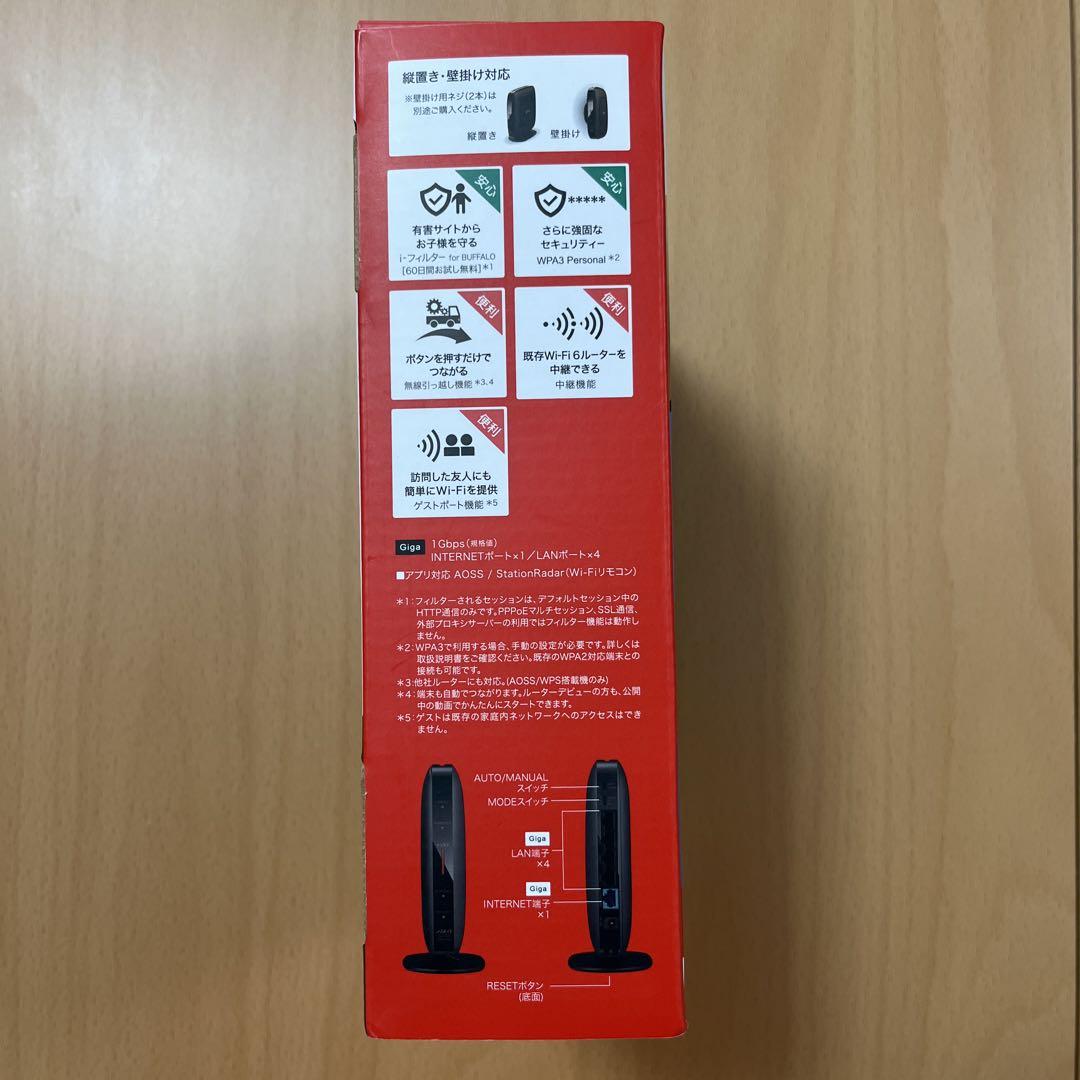 縦置き・壁掛け対応
※壁掛け用ネジ(2本)は
別途ご購入ください。
縦置き
壁掛け
安心
有害サイトから
お子様を守る
i-フィルター for BUFFALO
[60日間お試し無料]*1
安心
*****
さらに強固な
セキュリティー
WPA3 Personal *2
便利
ボタンを押すだけで
つながる
無線引っ越し機能 *3、4
便利
既存Wi-Fi 6ルーターを
中継できる
中継機能
便利
訪問した友人にも
簡単にWi-Fiを提供
ゲストポート機能 *5
Giga 1Gbps(規格値)
INTERNETポート×1/LANポート×4
■アプリ対応 AOSS / StationRadar(Wi-Fiリモコン)
*1:フィルターされるセッションは、デフォルトセッション中の
HTTP通信のみです。PPPoEマルチセッション、SSL通信、
外部プロキシサーバーの利用ではフィルター機能は動作し
ません。
*2:WPA3で利用する場合、手動の設定が必要です。詳しくは
取扱説明書をご確認ください。既存のWPA2対応端末との
接続も可能です。
*3:他社ルーターにも対応。(AOSS/WPS搭載機のみ)
*4:端末も自動でつながります。ルーターデビューの方も、公開
中の動画でかんたんにスタートできます。
*5:ゲストは既存の家庭内ネットワークへのアクセスはでき
ません。
AUTO/MANUAL
スイッチ
MODEスイッチ
Giga
LAN端子
×4
Giga
INTERNET端子
×1
RESETボタン
(底面)